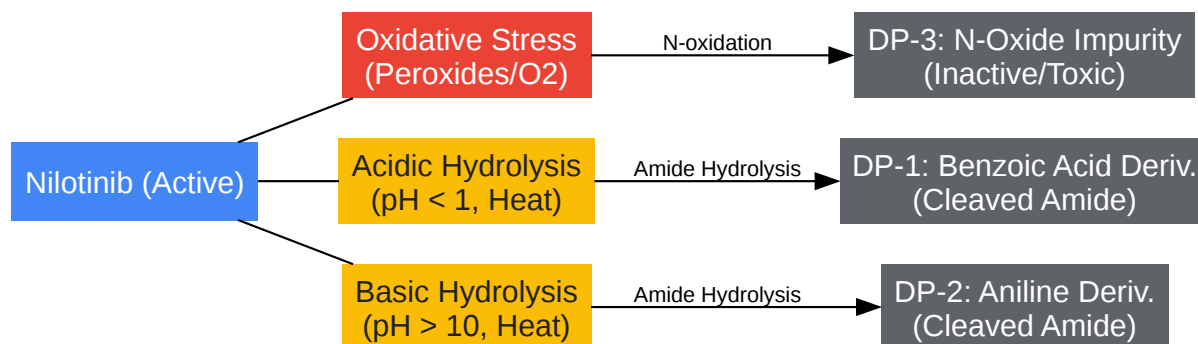 Oxidative Stress
(Peroxides/O2)
N-oxidation
DP-3: N-Oxide Impurity
(Inactive/Toxic)
Nilotinib (Active)
Acidic Hydrolysis
(pH < 1, Heat)
Amide Hydrolysis
DP-1: Benzoic Acid Deriv.
(Cleaved Amide)
Basic Hydrolysis
(pH > 10, Heat)
Amide Hydrolysis
DP-2: Aniline Deriv.
(Cleaved Amide)